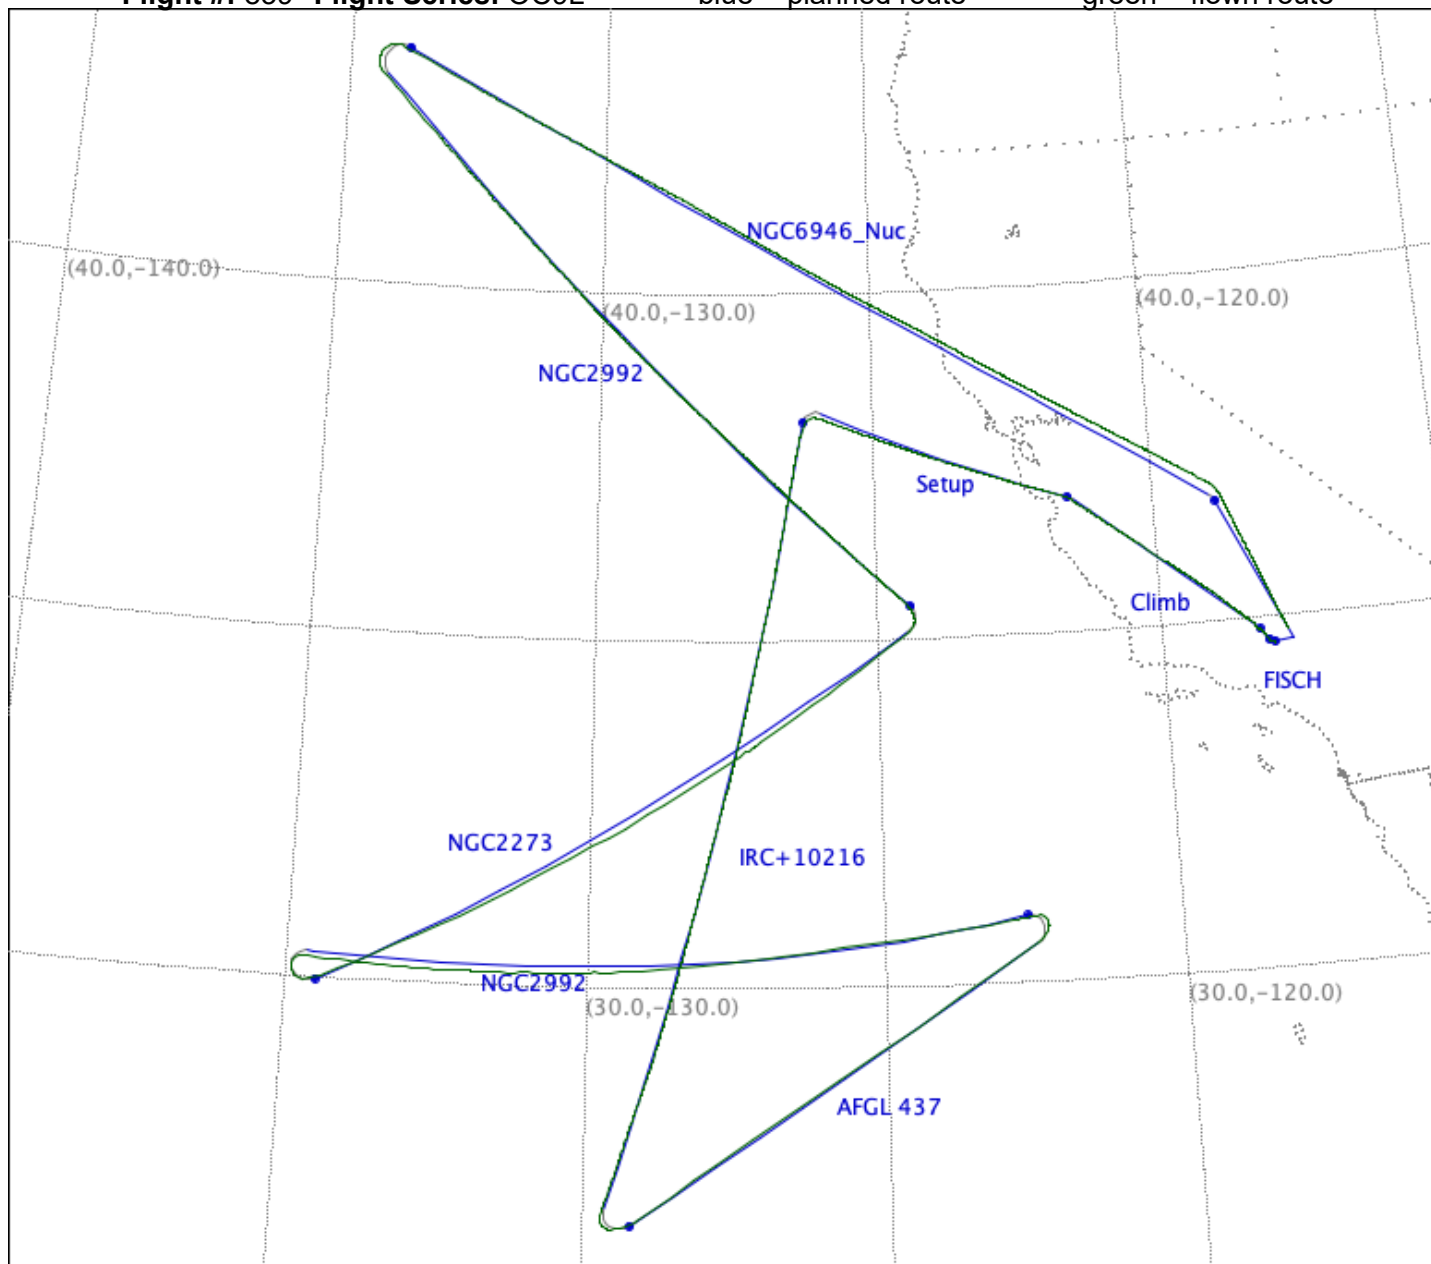 NGC6946_Nuc
(40.0,-140.0)
(40.0,-120.0)
(40.0,-130.0)
NGC2992
Setup
Climb
FISCH
NGC2273
IRC+10216
NGC2992
(30.0,-130.0)
(30.0,-120.0)
AFGL 437